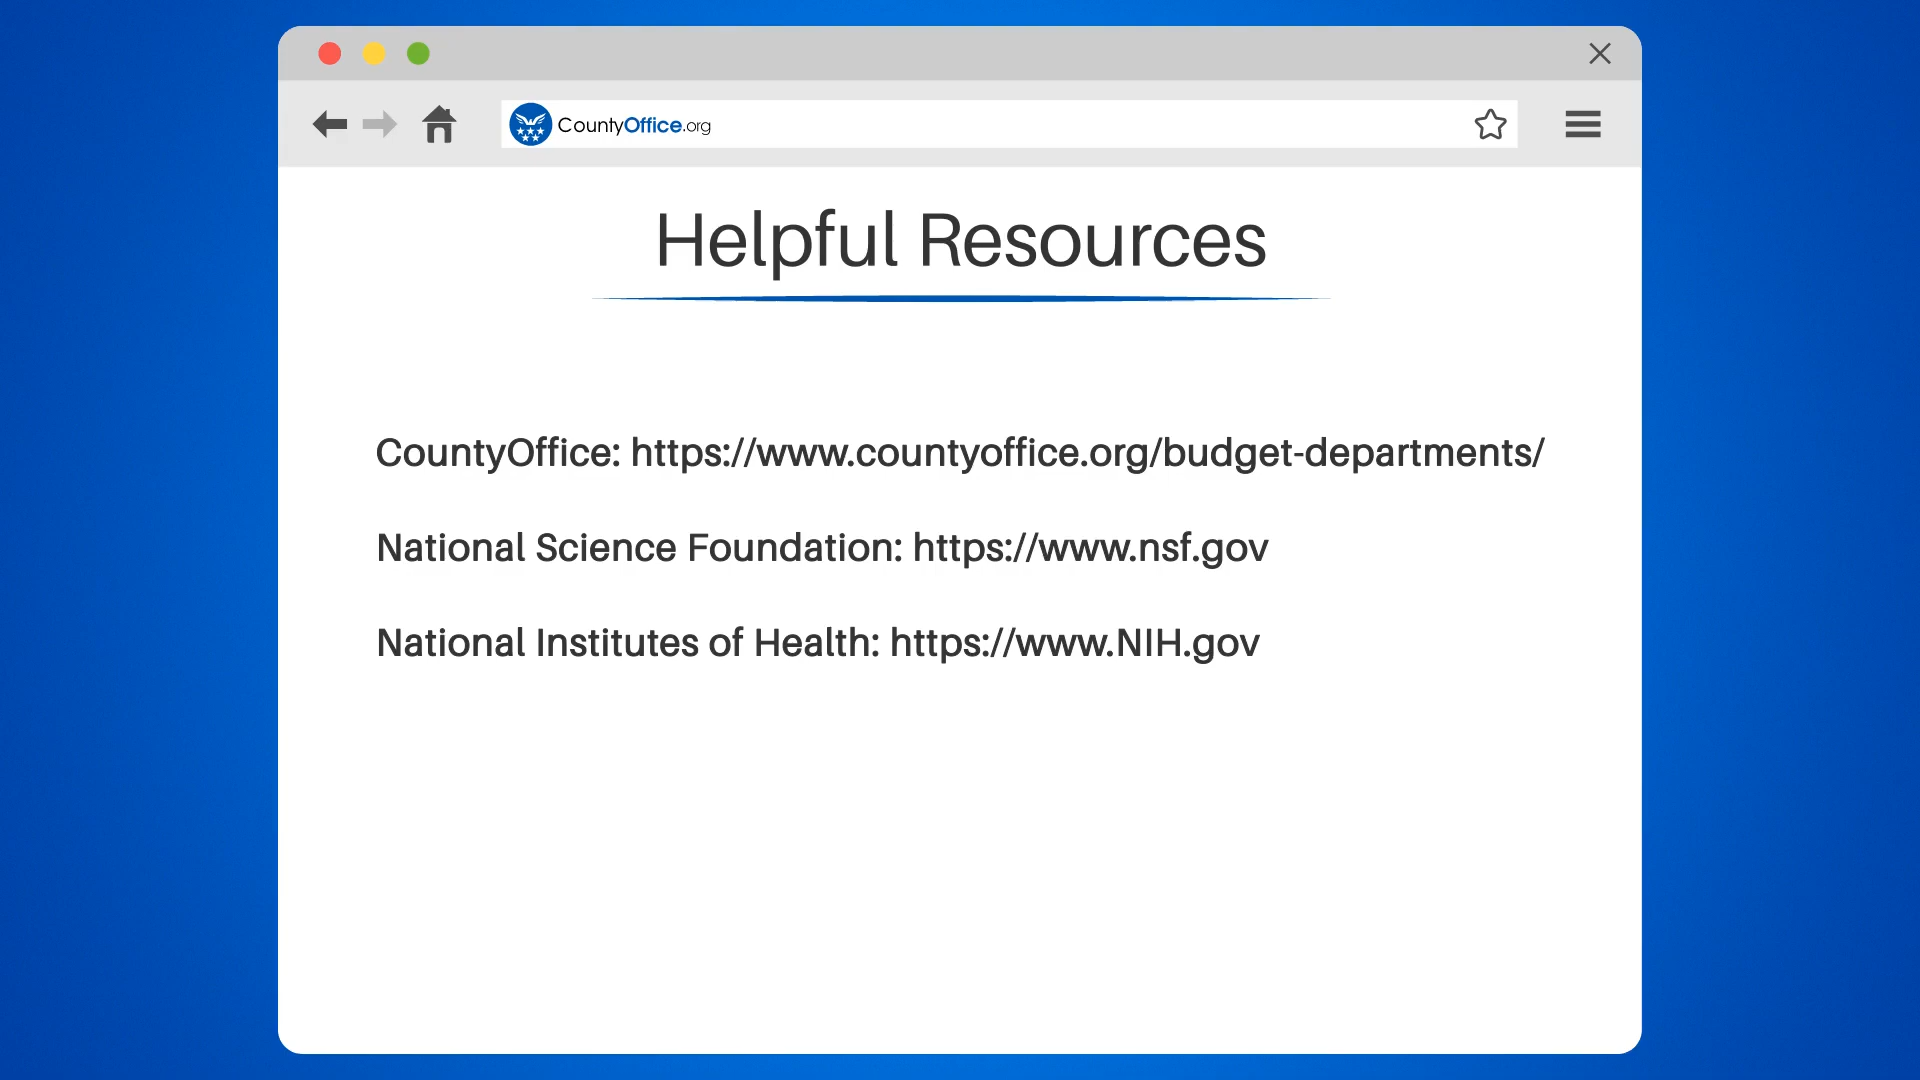 CountyOffice.org
Helpful Resources
CountyOffice: https://www.countyoffice.org/budget-departments/
National Science Foundation: https://www.nsf.gov
National Institutes of Health: https://www.NIH.gov